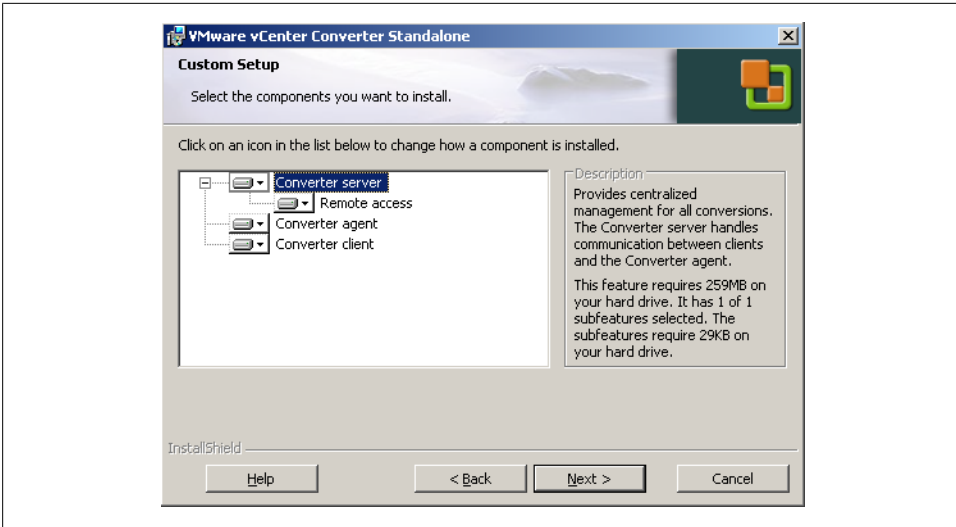 VMware vCenter Converter Standalone
Custom Setup
Select the components you want to install.
Click on an icon in the list below to change how a component is installed.
Converter server
Remote access
Converter agent
Converter client
Description
Provides centralized
management for all conversions.
The Converter server handles
communication between clients
and the Converter agent.
This feature requires 259MB on
your hard drive. It has 1 of 1
subfeatures selected. The
subfeatures require 29KB on
your hard drive.
InstallShield
Help
< Back
Next >
Cancel